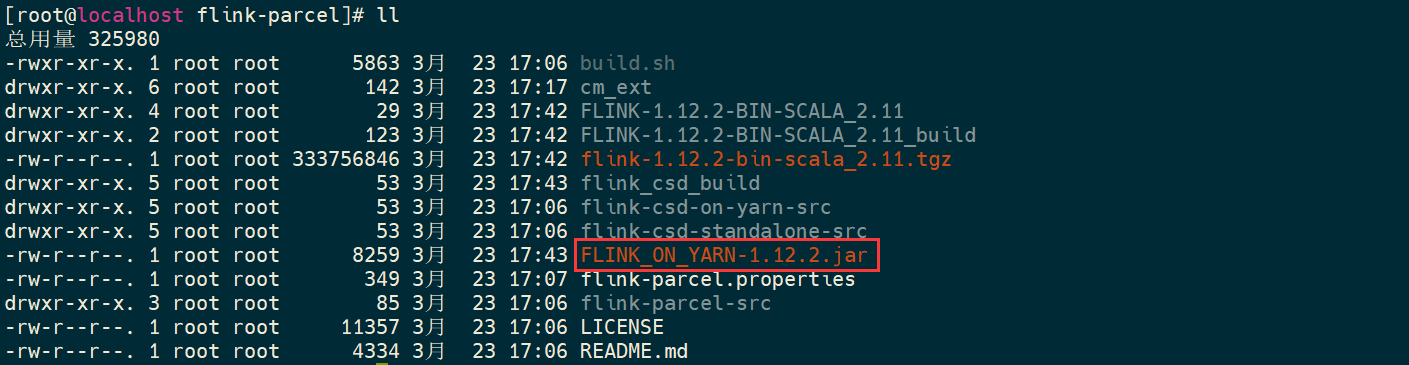 [root@localhost flink-parcel]# ll
总用量 325980
-rwxr-xr-x. 1 root root      5863 3月  23 17:06 build.sh
drwxr-xr-x. 6 root root       142 3月  23 17:17 cm_ext
drwxr-xr-x. 4 root root        29 3月  23 17:42 FLINK-1.12.2-BIN-SCALA_2.11
drwxr-xr-x. 2 root root       123 3月  23 17:42 FLINK-1.12.2-BIN-SCALA_2.11_build
-rw-r--r--. 1 root root 333756846 3月  23 17:42 flink-1.12.2-bin-scala_2.11.tgz
drwxr-xr-x. 5 root root        53 3月  23 17:43 flink_csd_build
drwxr-xr-x. 5 root root        53 3月  23 17:06 flink-csd-on-yarn-src
drwxr-xr-x. 5 root root        53 3月  23 17:06 flink-csd-standalone-src
-rw-r--r--. 1 root root      8259 3月  23 17:43 FLINK_ON_YARN-1.12.2.jar
-rw-r--r--. 1 root root       349 3月  23 17:07 flink-parcel.properties
drwxr-xr-x. 3 root root        85 3月  23 17:06 flink-parcel-src
-rw-r--r--. 1 root root     11357 3月  23 17:06 LICENSE
-rw-r--r--. 1 root root      4334 3月  23 17:06 README.md